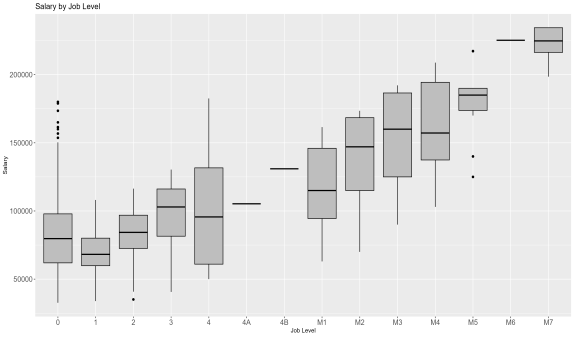 Salary by Job Level
Salary
200000
150000
100000
50000
0 1 2 3 4 4A 4B M1 M2 M3 M4 M5 M6 M7
Job Level